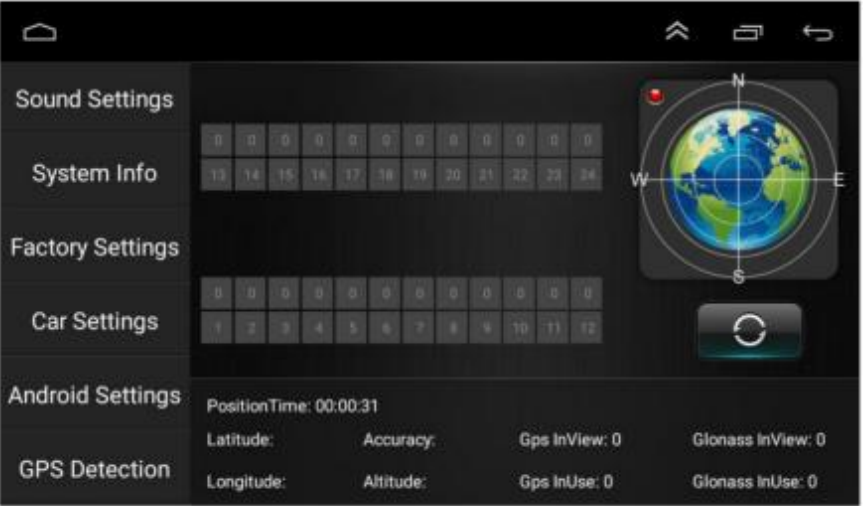 Sound Settings
System Info
Factory Settings
Car Settings
Android Settings
GPS Detection
0 0 0 0 0 0 0 0 0 0 0 0
13 14 15 16 17 18 19 20 21 22 23 24
0 0 0 0 0 0 0 0 0 0 0 0
1 2 3 4 5 6 7 8 9 10 11 12
N
W E
S
PositionTime: 00:00:31
Latitude: Accuracy: Gps InView: 0 Glonass InView: 0
Longitude: Altitude: Gps InUse: 0 Glonass InUse: 0